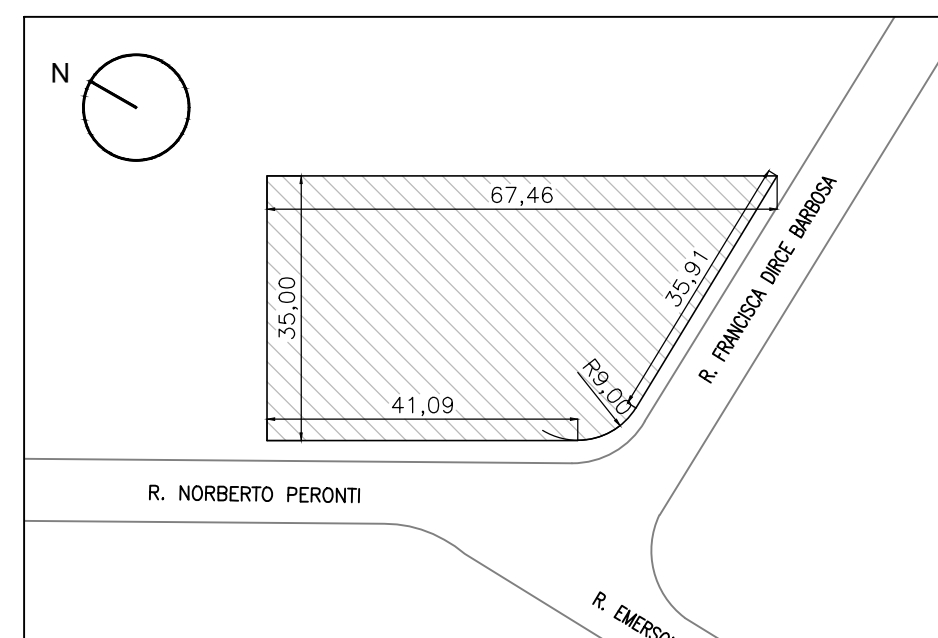 N
67,46
35,00
35,91
R9,00
41,09
R. FRANCISCA DIRCE BARBOSA
R. NORBERTO PERONTI
R.